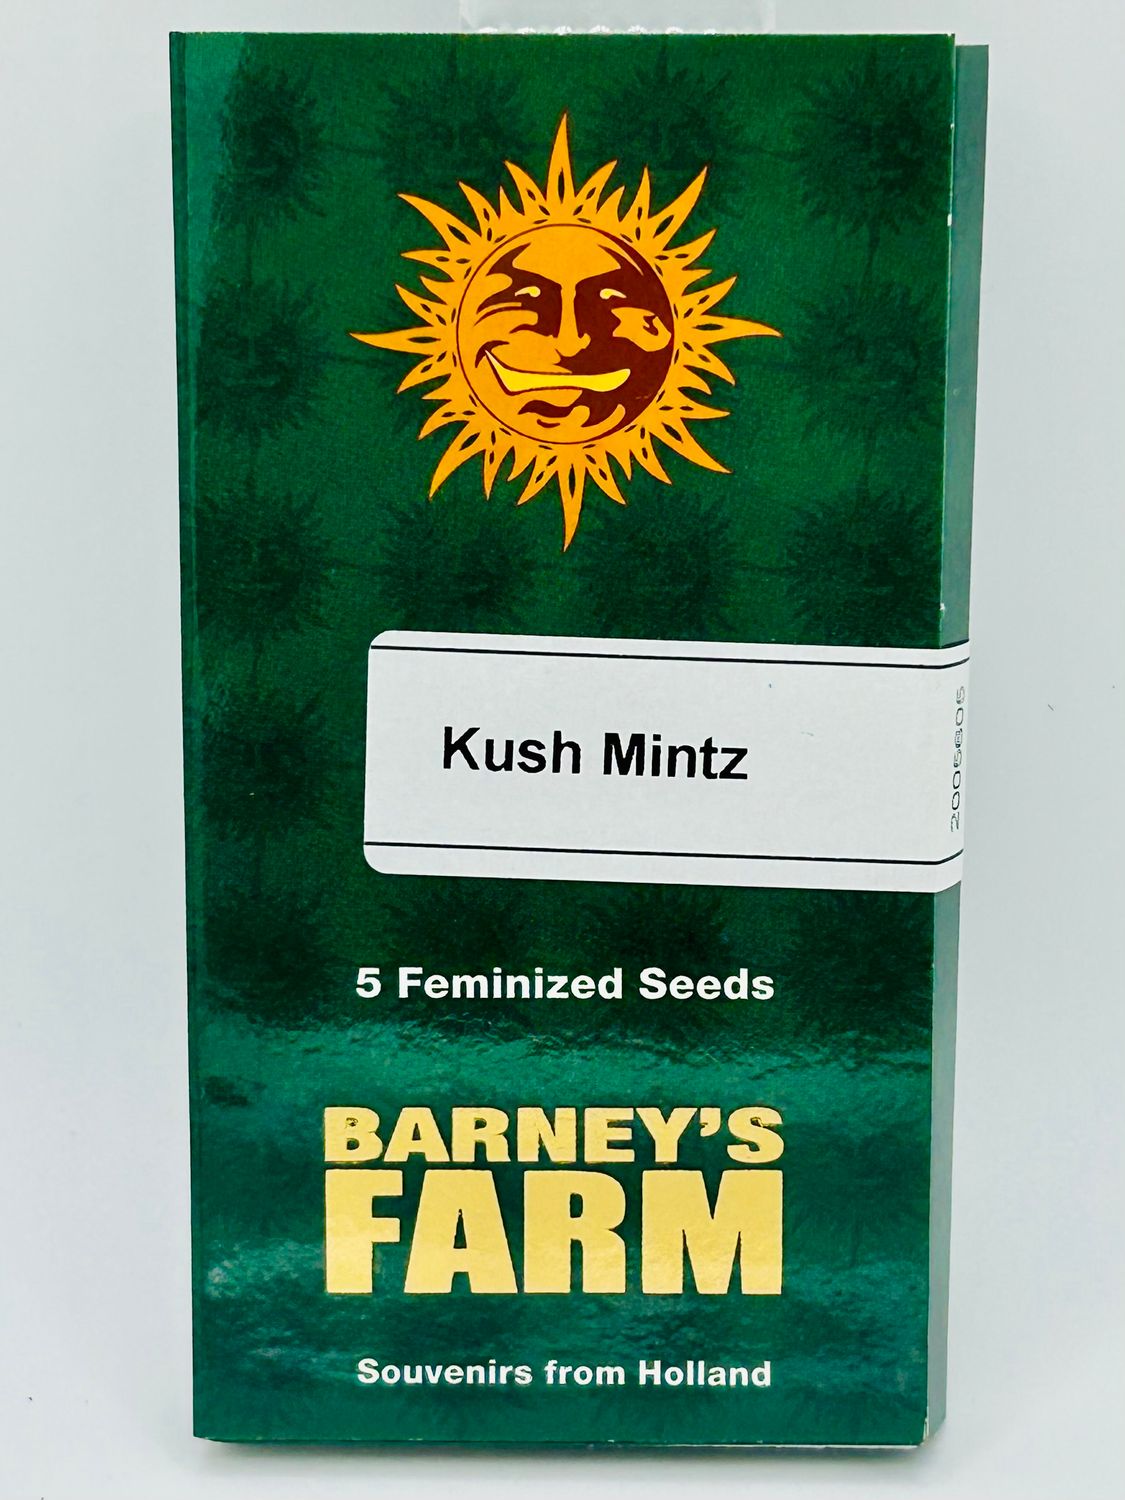 Kush Mintz
5 Feminized Seeds
BARNEY'S
FARM
Souvenirs from Holland